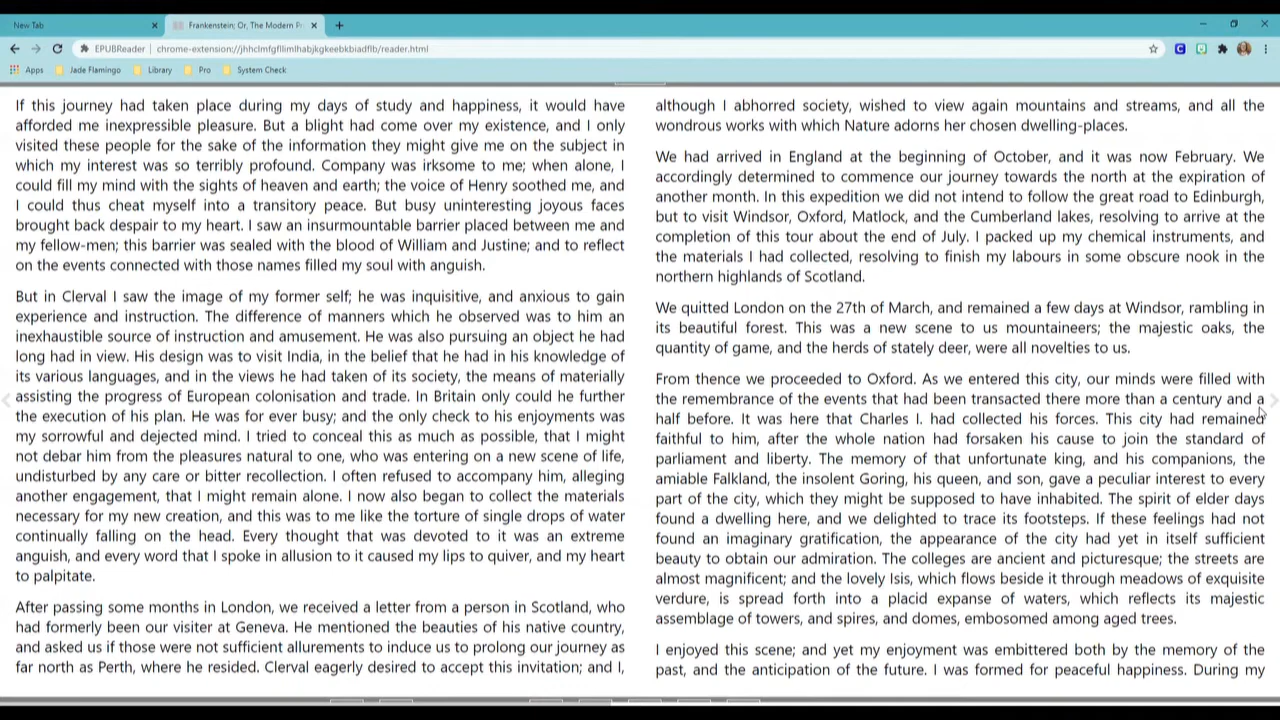 New Tab
Frankenstein; Or, The Modern Pr
EPUBReader | chrome-extension://jhhclmfgfllimlhabjkgkeebkbiadflb/reader.html
Apps Jade Flamingo Library Pro System Check
If this journey had taken place during my days of study and happiness, it would have
afforded me inexpressible pleasure. But a blight had come over my existence, and I only
visited these people for the sake of the information they might give me on the subject in
which my interest was so terribly profound. Company was irksome to me; when alone, I
could fill my mind with the sights of heaven and earth; the voice of Henry soothed me, and
I could thus cheat myself into a transitory peace. But busy uninteresting joyous faces
brought back despair to my heart. I saw an insurmountable barrier placed between me and
my fellow-men; this barrier was sealed with the blood of William and Justine; and to reflect
on the events connected with those names filled my soul with anguish.
But in Clerval I saw the image of my former self; he was inquisitive, and anxious to gain
experience and instruction. The difference of manners which he observed was to him an
inexhaustible source of instruction and amusement. He was also pursuing an object he had
long had in view. His design was to visit India, in the belief that he had in his knowledge of
its various languages, and in the views he had taken of its society, the means of materially
assisting the progress of European colonisation and trade. In Britain only could he further
the execution of his plan. He was for ever busy; and the only check to his enjoyments was
my sorrowful and dejected mind. I tried to conceal this as much as possible, that I might
not debar him from the pleasures natural to one, who was entering on a new scene of life,
undisturbed by any care or bitter recollection. I often refused to accompany him, alleging
another engagement, that I might remain alone. I now also began to collect the materials
necessary for my new creation, and this was to me like the torture of single drops of water
continually falling on the head. Every thought that was devoted to it was an extreme
anguish, and every word that I spoke in allusion to it caused my lips to quiver, and my heart
to palpitate.
After passing some months in London, we received a letter from a person in Scotland, who
had formerly been our visiter at Geneva. He mentioned the beauties of his native country,
and asked us if those were not sufficient allurements to induce us to prolong our journey as
far north as Perth, where he resided. Clerval eagerly desired to accept this invitation; and I,
although I abhorred society, wished to view again mountains and streams, and all the
wondrous works with which Nature adorns her chosen dwelling-places.
We had arrived in England at the beginning of October, and it was now February. We
accordingly determined to commence our journey towards the north at the expiration of
another month. In this expedition we did not intend to follow the great road to Edinburgh,
but to visit Windsor, Oxford, Matlock, and the Cumberland lakes, resolving to arrive at the
completion of this tour about the end of July. I packed up my chemical instruments, and
the materials I had collected, resolving to finish my labours in some obscure nook in the
northern highlands of Scotland.
We quitted London on the 27th of March, and remained a few days at Windsor, rambling in
its beautiful forest. This was a new scene to us mountaineers; the majestic oaks, the
quantity of game, and the herds of stately deer, were all novelties to us.
From thence we proceeded to Oxford. As we entered this city, our minds were filled with
the remembrance of the events that had been transacted there more than a century and a
half before. It was here that Charles I. had collected his forces. This city had remained
faithful to him, after the whole nation had forsaken his cause to join the standard of
parliament and liberty. The memory of that unfortunate king, and his companions, the
amiable Falkland, the insolent Goring, his queen, and son, gave a peculiar interest to every
part of the city, which they might be supposed to have inhabited. The spirit of elder days
found a dwelling here, and we delighted to trace its footsteps. If these feelings had not
found an imaginary gratification, the appearance of the city had yet in itself sufficient
beauty to obtain our admiration. The colleges are ancient and picturesque; the streets are
almost magnificent; and the lovely Isis, which flows beside it through meadows of exquisite
verdure, is spread forth into a placid expanse of waters, which reflects its majestic
assemblage of towers, and spires, and domes, embosomed among aged trees.
I enjoyed this scene; and yet my enjoyment was embittered both by the memory of the
past, and the anticipation of the future. I was formed for peaceful happiness. During my